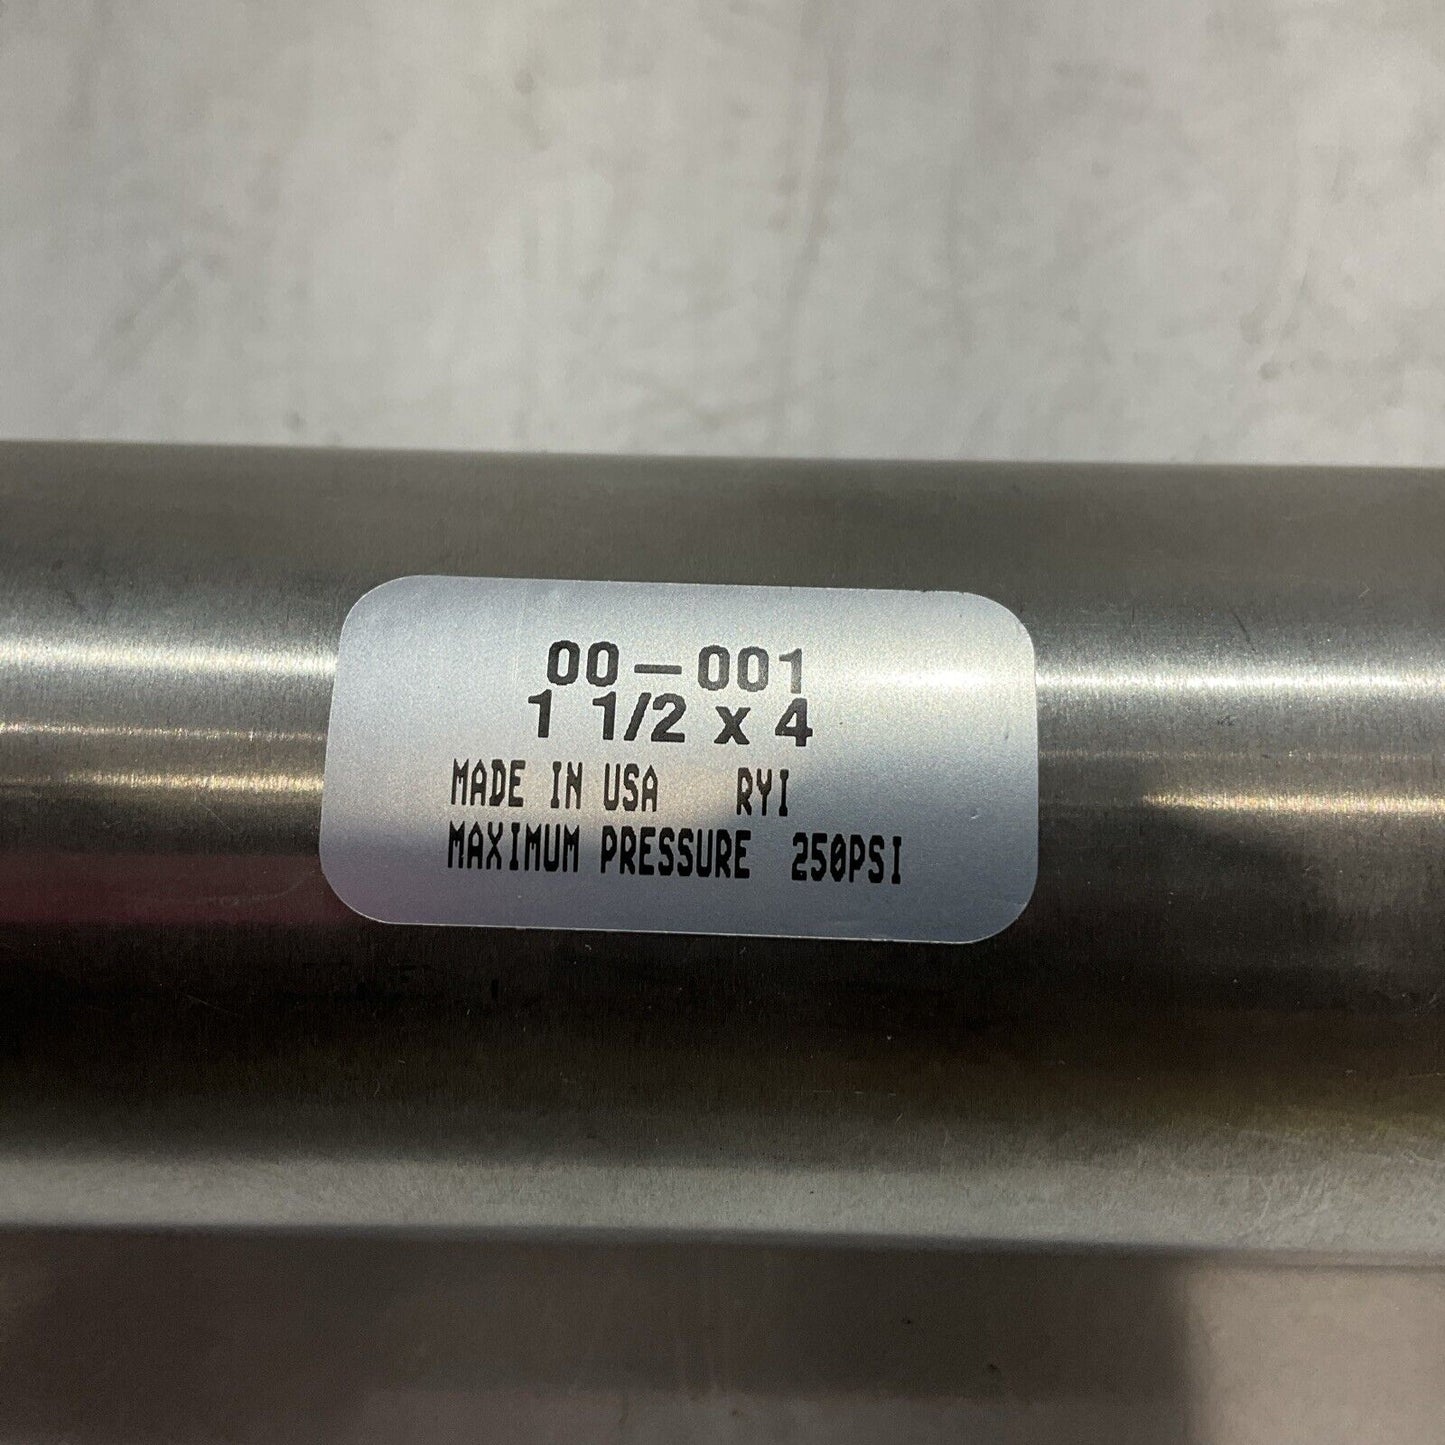 00-001
1 1/2 x 4
MADE IN USA RYI
MAXIMUM PRESSURE 250PSI